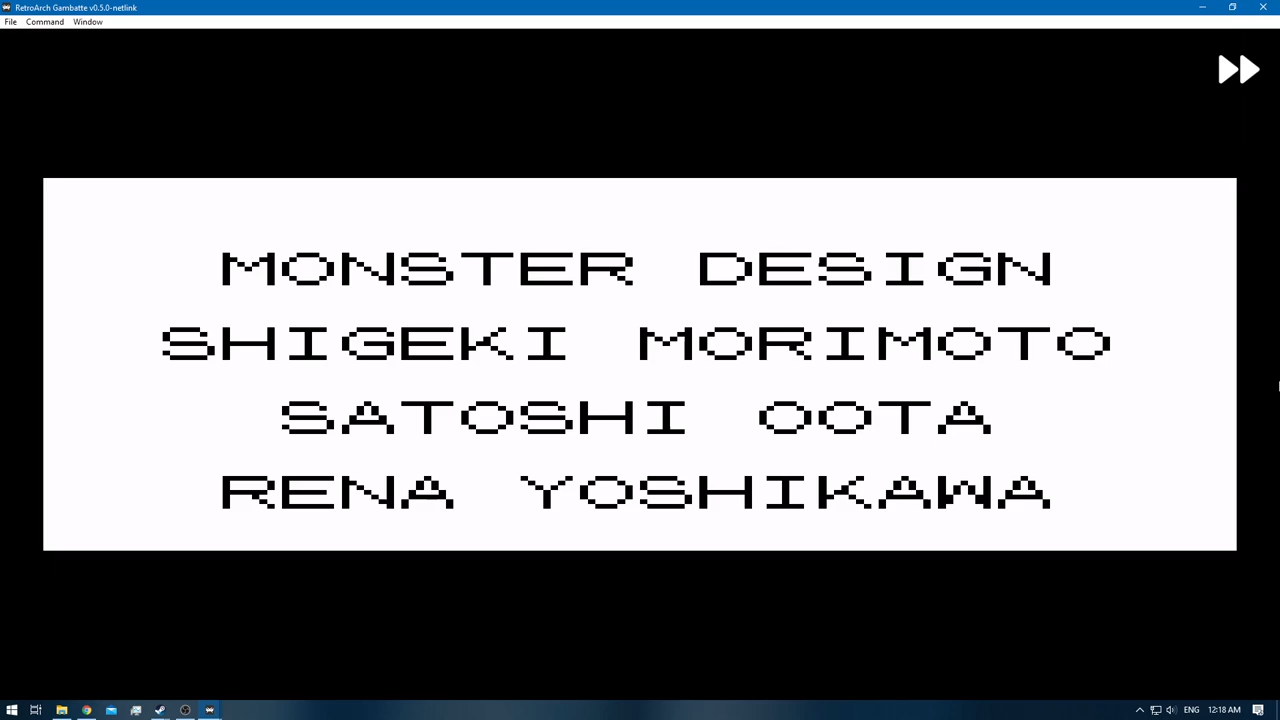 RetroArch Gambatte v0.5.0-netlink
File Command Window
MONSTER DESIGN
SHIGEKI MORIMOTO
SATOSHI OOTA
RENA YOSHIKAWA
ENG 12:18 AM